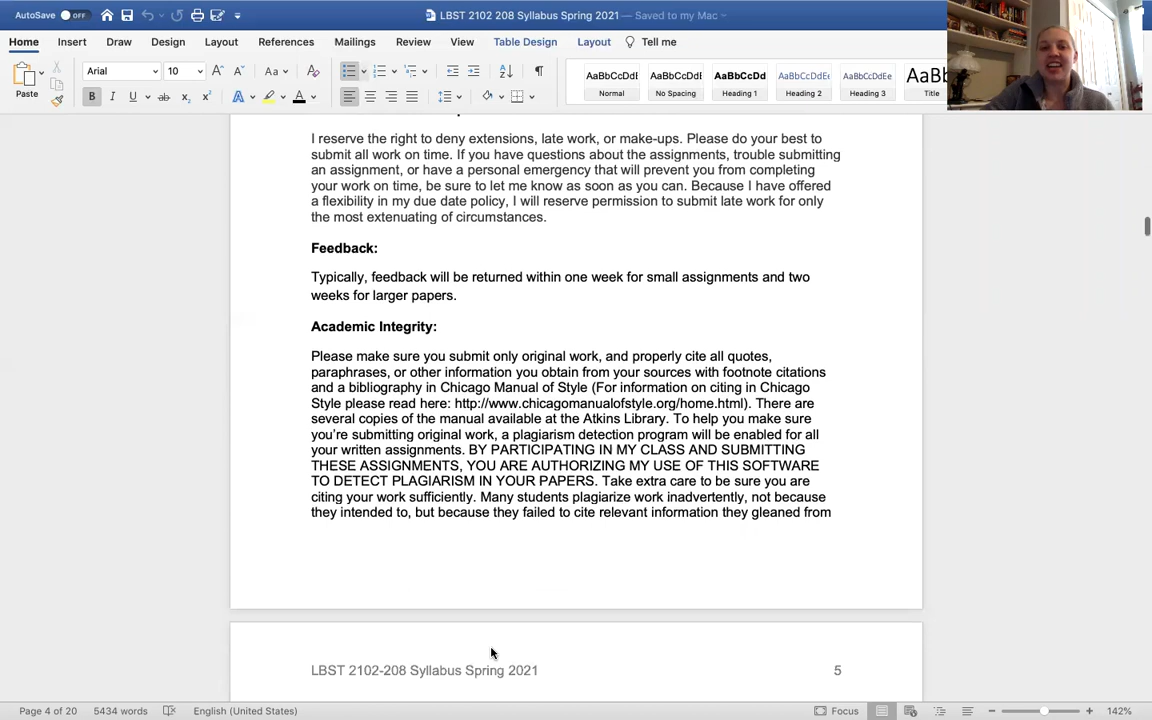 AutoSave OFF
LBST 2102 208 Syllabus Spring 2021 — Saved to my Mac
Home Insert Draw Design Layout References Mailings Review View Table Design Layout Tell me
Paste
Arial 10
Aa
B I U ab x₂ x²
A A
AaBbCcDdEe AaBbCcDdEe AaBbCcDd AaBbCcDdEe AaBbCcDdEe AaBb
Normal No Spacing Heading 1 Heading 2 Heading 3 Title
I reserve the right to deny extensions, late work, or make-ups. Please do your best to
submit all work on time. If you have questions about the assignments, trouble submitting
an assignment, or have a personal emergency that will prevent you from completing
your work on time, be sure to let me know as soon as you can. Because I have offered
a flexibility in my due date policy, I will reserve permission to submit late work for only
the most extenuating of circumstances.
Feedback:
Typically, feedback will be returned within one week for small assignments and two
weeks for larger papers.
Academic Integrity:
Please make sure you submit only original work, and properly cite all quotes,
paraphrases, or other information you obtain from your sources with footnote citations
and a bibliography in Chicago Manual of Style (For information on citing in Chicago
Style please read here: http://www.chicagomanualofstyle.org/home.html). There are
several copies of the manual available at the Atkins Library. To help you make sure
you’re submitting original work, a plagiarism detection program will be enabled for all
your written assignments. BY PARTICIPATING IN MY CLASS AND SUBMITTING
THESE ASSIGNMENTS, YOU ARE AUTHORIZING MY USE OF THIS SOFTWARE
TO DETECT PLAGIARISM IN YOUR PAPERS. Take extra care to be sure you are
citing your work sufficiently. Many students plagiarize work inadvertently, not because
they intended to, but because they failed to cite relevant information they gleaned from
LBST 2102-208 Syllabus Spring 2021 5
Page 4 of 20 5434 words English (United States) Focus 142%